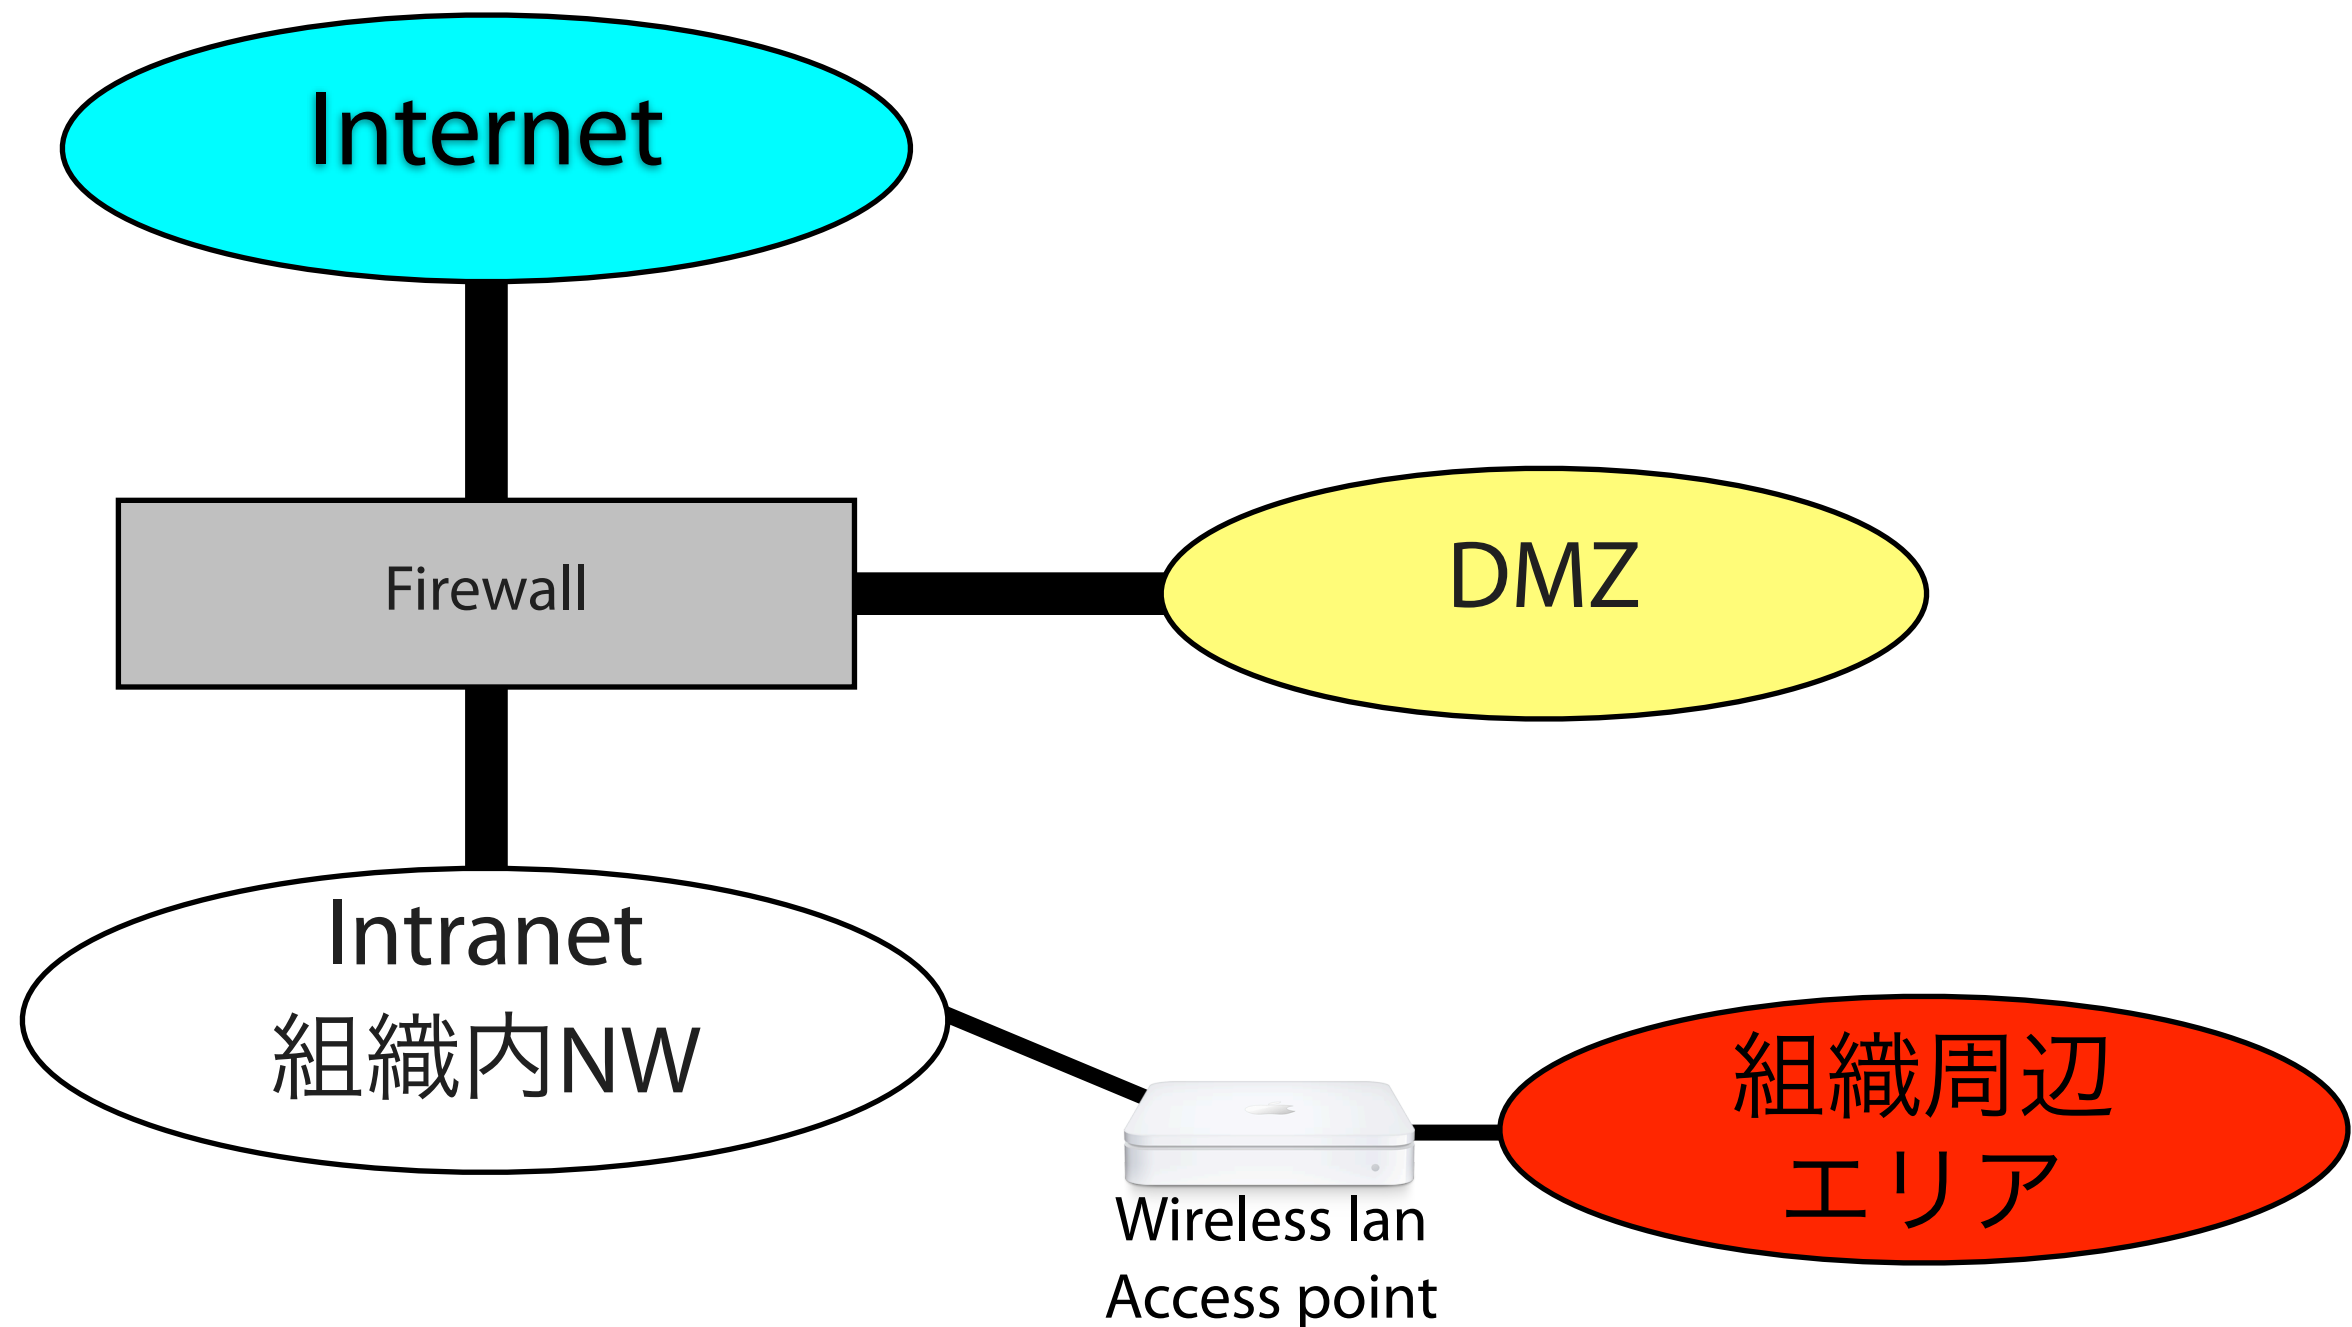 Internet
Firewall
DMZ
Intranet
組織内NW
組織周辺
エリア
Wireless lan
Access point